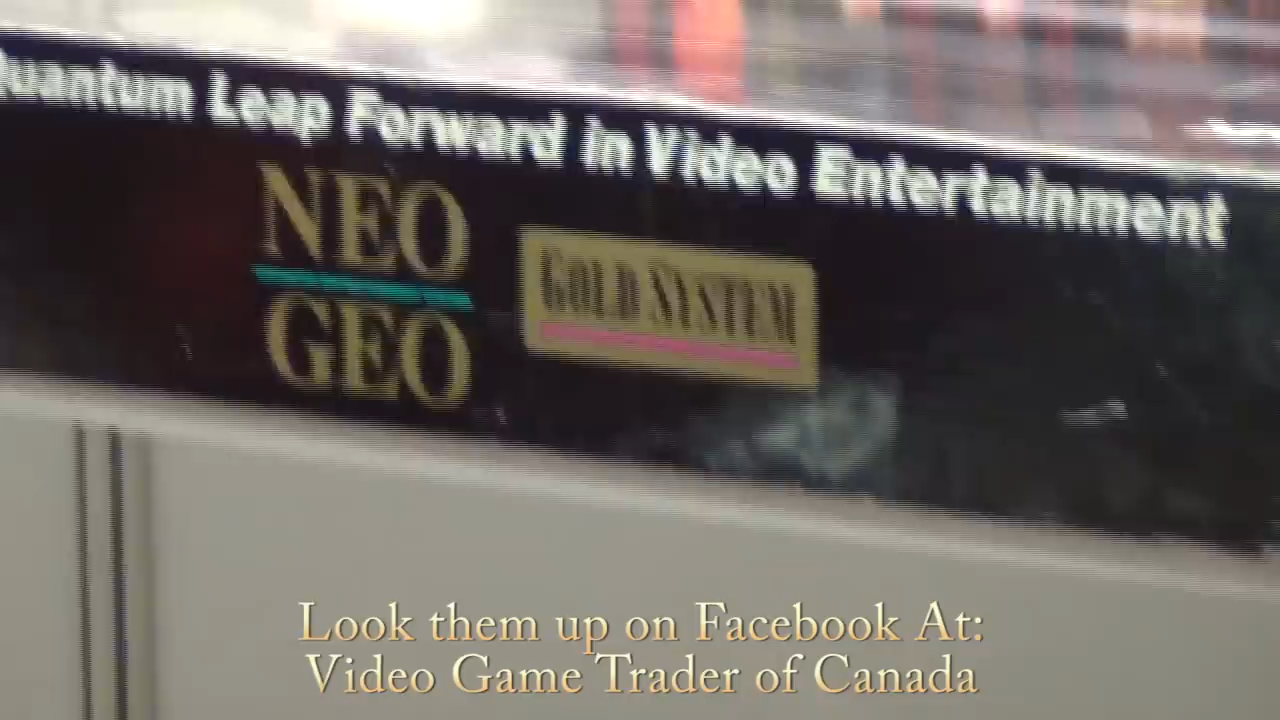 Quantum Leap Forward in Video Entertainment
NEO
GEO
GOLD SYSTEM
Look them up on Facebook At:
Video Game Trader of Canada